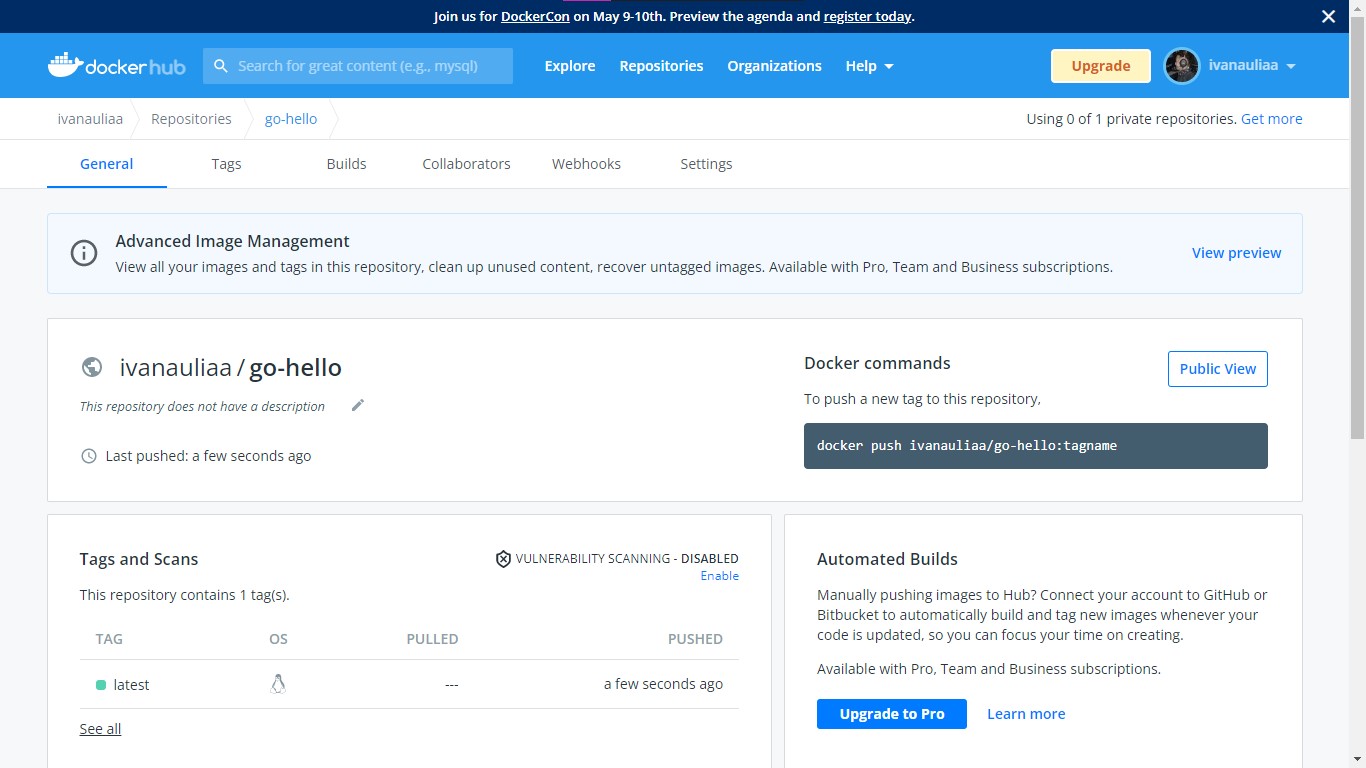 Join us for DockerCon on May 9-10th. Preview the agenda and register today.
dockerhub
Search for great content (e.g., mysql)
Explore
Repositories
Organizations
Help
Upgrade
ivanauliaa
ivanauliaa
Repositories
go-hello
Using 0 of 1 private repositories. Get more
General
Tags
Builds
Collaborators
Webhooks
Settings
Advanced Image Management
View all your images and tags in this repository, clean up unused content, recover untagged images. Available with Pro, Team and Business subscriptions.
View preview
ivanauliaa / go-hello
This repository does not have a description
Last pushed: a few seconds ago
Docker commands
Public View
To push a new tag to this repository,
docker push ivanauliaa/go-hello:tagname
Tags and Scans
VULNERABILITY SCANNING - DISABLED
Enable
This repository contains 1 tag(s).
TAG OS PULLED PUSHED
latest --- a few seconds ago
See all
Automated Builds
Manually pushing images to Hub? Connect your account to GitHub or
Bitbucket to automatically build and tag new images whenever your
code is updated, so you can focus your time on creating.
Available with Pro, Team and Business subscriptions.
Upgrade to Pro
Learn more